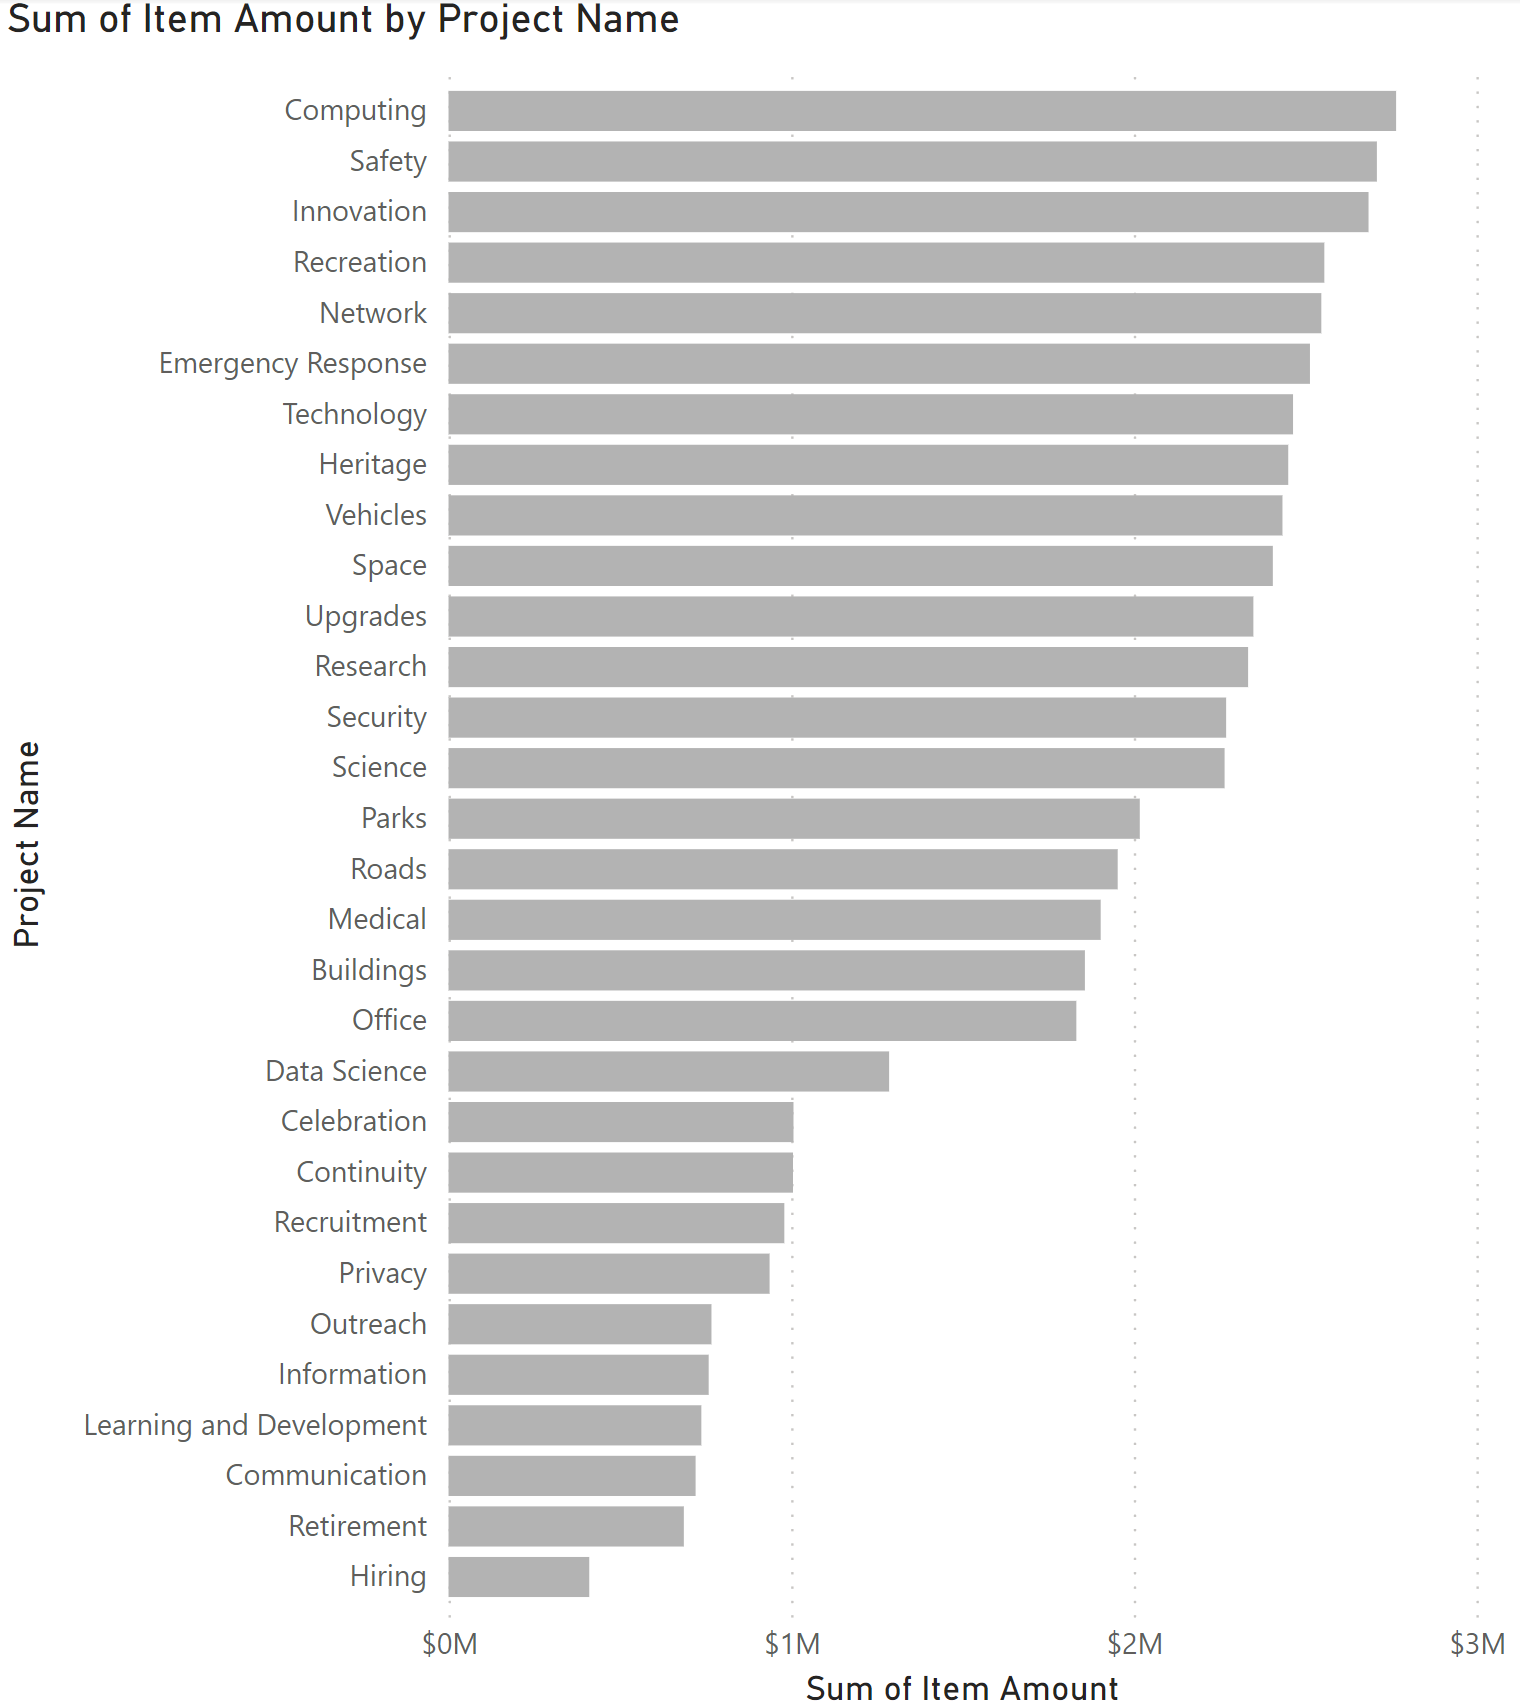 Sum of Item Amount by Project Name
Computing
Safety
Innovation
Recreation
Network
Emergency Response
Technology
Heritage
Vehicles
Space
Upgrades
Research
Security
Science
Parks
Roads
Medical
Buildings
Office
Data Science
Celebration
Continuity
Recruitment
Privacy
Outreach
Information
Learning and Development
Communication
Retirement
Hiring
Project Name
$0M $1M $2M $3M
Sum of Item Amount